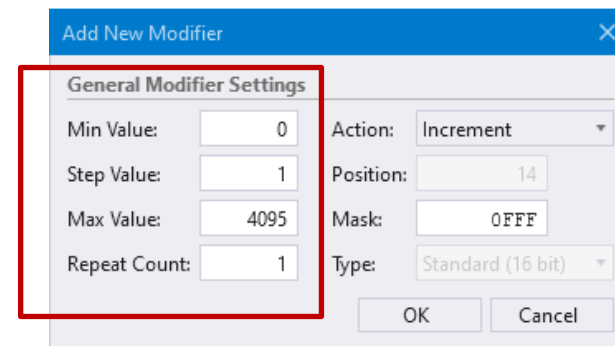 Add New Modifier
General Modifier Settings
Min Value: 0 Action: Increment
Step Value: 1 Position: 14
Max Value: 4095 Mask: 0FFF
Repeat Count: 1 Type: Standard (16 bit)
OK Cancel